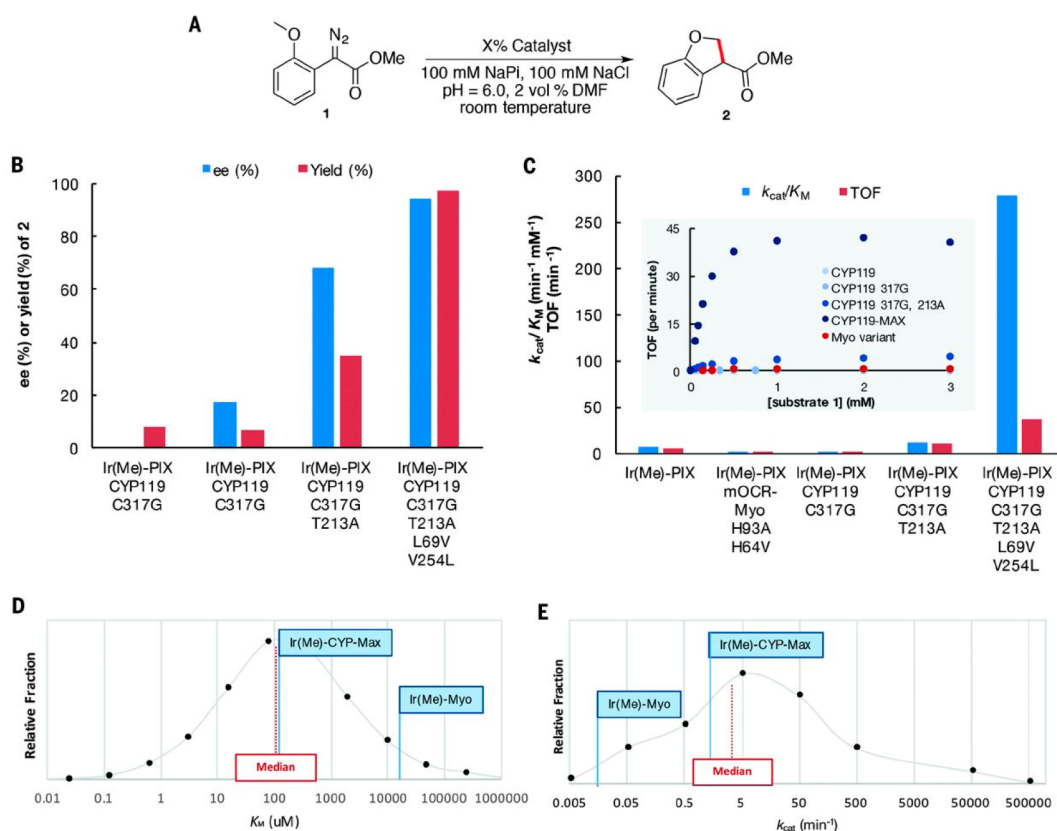 A
N₂
OMe
O
O
1
X% Catalyst
100 mM NaPi, 100 mM NaCl
pH = 6.0, 2 vol % DMF
room temperature
O
OMe
O
2
B
ee (%)
Yield (%)
ee (%) or yield (%) of 2
100
80
60
40
20
0
Ir(Me)-PIX
CYP119
C317G
Ir(Me)-PIX
CYP119
C317G
Ir(Me)-PIX
CYP119
C317G
T213A
Ir(Me)-PIX
CYP119
C317G
T213A
L69V
V254L
C
kcat/KM
TOF
kcat/KM (min⁻¹ mM⁻¹)
TOF (min⁻¹)
300
250
200
150
100
50
0
TOF (per minute)
45
30
15
0
CYP119
CYP119 317G
CYP119 317G, 213A
CYP119-MAX
Myo variant
0
1
2
3
[substrate 1] (mM)
Ir(Me)-PIX
Ir(Me)-PIX
mOCR-
Myo
H93A
H64V
Ir(Me)-PIX
CYP119
C317G
Ir(Me)-PIX
CYP119
C317G
T213A
Ir(Me)-PIX
CYP119
C317G
T213A
L69V
V254L
D
Relative Fraction
Ir(Me)-CYP-Max
Ir(Me)-Myo
Median
0.01
0.1
1
10
100
1000
10000
100000
1000000
KM (uM)
E
Relative Fraction
Ir(Me)-CYP-Max
Ir(Me)-Myo
Median
0.005
0.05
0.5
5
50
500
5000
50000
500000
kcat (min⁻¹)